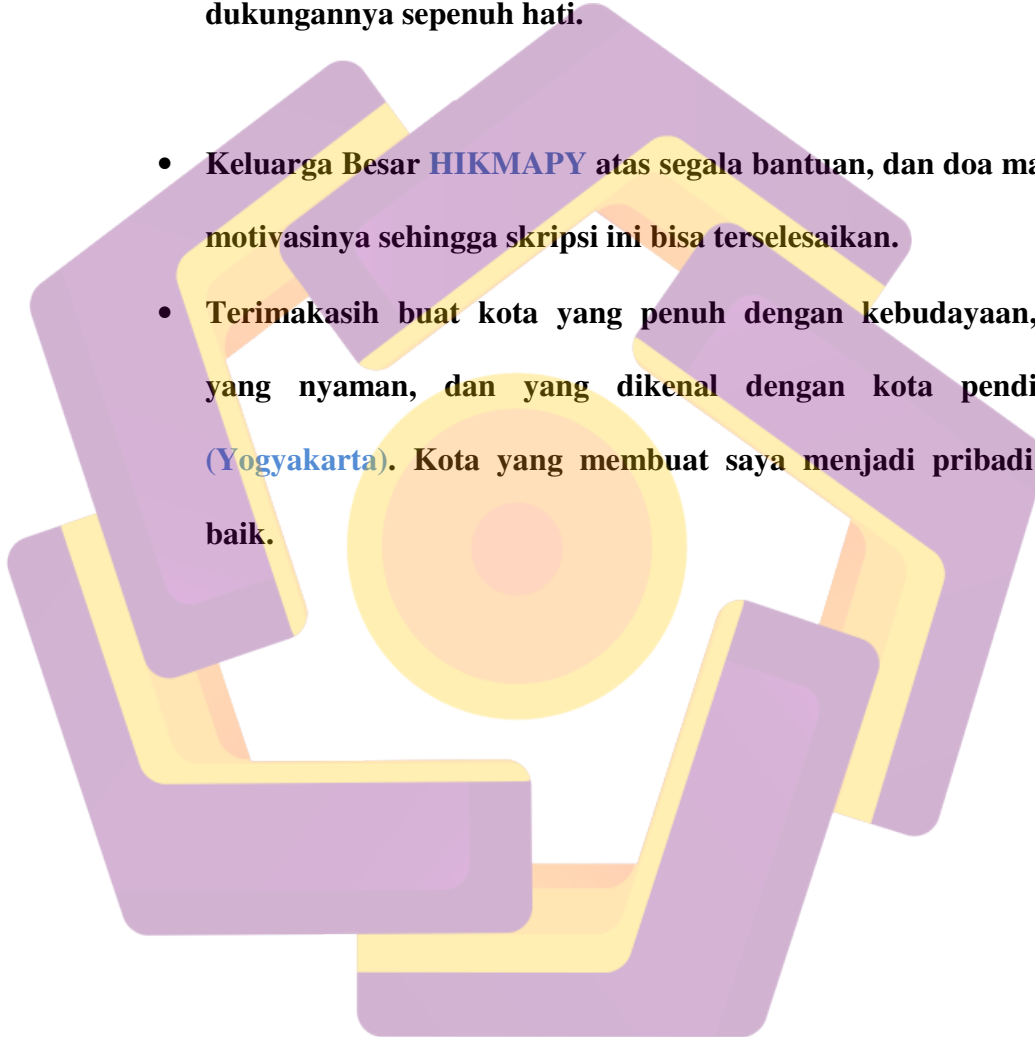 dukungannya sepenuh hati.
• Keluarga Besar HIKMAPY atas segala bantuan, dan doa ma
motivasinya sehingga skripsi ini bisa terselesaikan.
• Terimakasih buat kota yang penuh dengan kebudayaan,
yang nyaman, dan yang dikenal dengan kota pendi
(Yogyakarta). Kota yang membuat saya menjadi pribadi
baik.